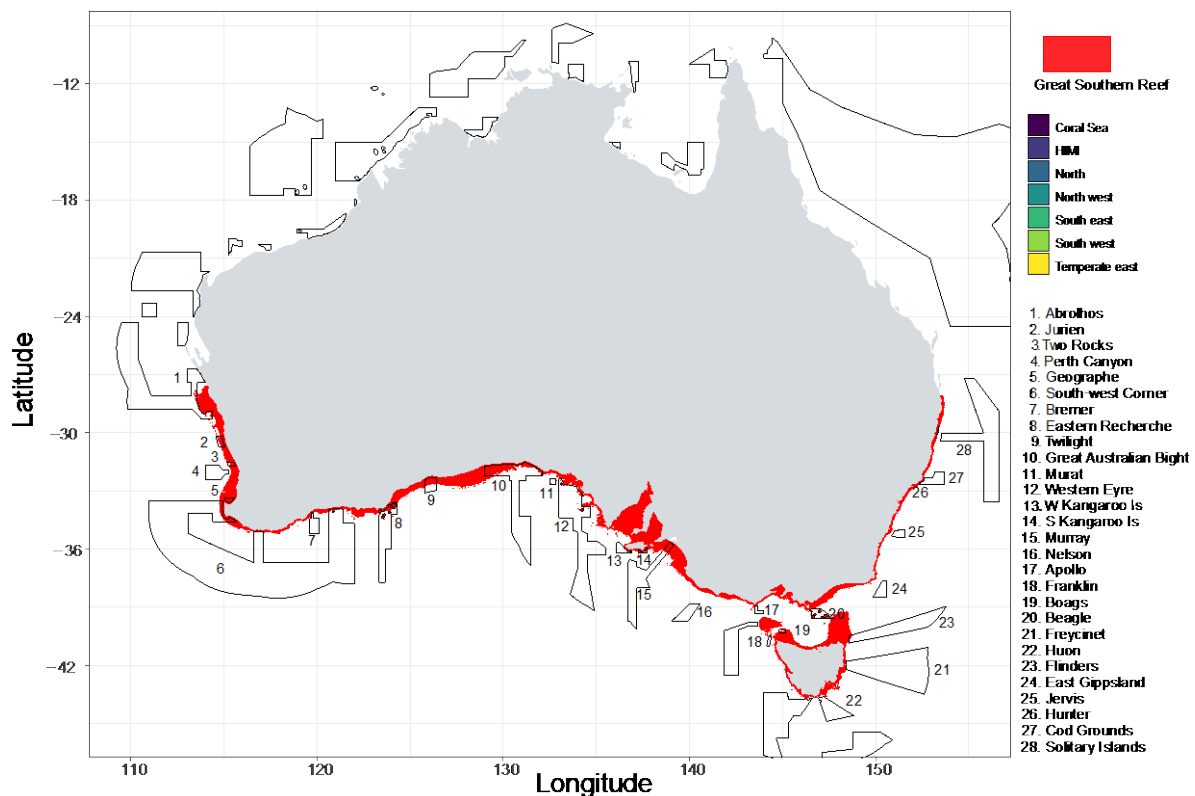 Great Southern Reef
Coral Sea
HIMI
North
North west
South east
South west
Temperate east
1. Abrolhos
2. Jurien
3. Two Rocks
4. Perth Canyon
5. Geographe
6. South-west Corner
7. Bremer
8. Eastern Recherche
9. Twilight
10. Great Australian Bight
11. Murat
12. Western Eyre
13. W Kangaroo Is
14. S Kangaroo Is
15. Murray
16. Nelson
17. Apollo
18. Franklin
19. Boags
20. Beagle
21. Freycinet
22. Huon
23. Flinders
24. East Gippsland
25. Jervis
26. Hunter
27. Cod Grounds
28. Solitary Islands
Latitude
−12
−18
−24
−30
−36
−42
1
2
3
4
5
6
7
8
9
10
11
12
13
14
15
16
17
18
19
20
21
22
23
24
25
26
27
28
110
120
130
140
150
Longitude